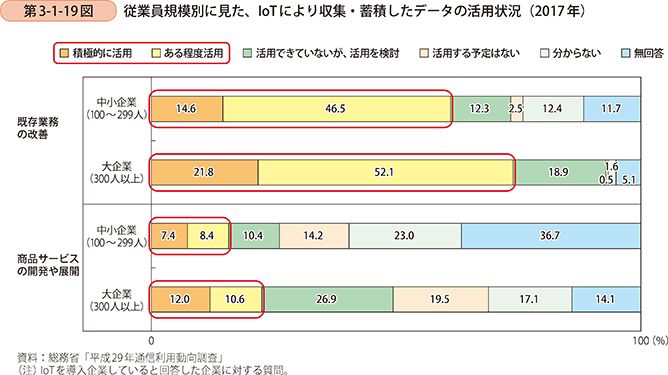 第3-1-19図 従業員規模別に見た、IoTにより収集・蓄積したデータの活用状況（2017年）
積極的に活用 ある程度活用 活用できていないが、活用を検討 活用する予定はない 分からない 無回答
既存業務
の改善
中小企業
（100～299人）
14.6 46.5 12.3 2.5 12.4 11.7
大企業
（300人以上）
21.8 52.1 18.9 0.5 1.6 5.1
商品サービス
の開発や展開
中小企業
（100～299人）
7.4 8.4 10.4 14.2 23.0 36.7
大企業
（300人以上）
12.0 10.6 26.9 19.5 17.1 14.1
0 100（%）
資料：総務省「平成29年通信利用動向調査」
（注）IoTを導入企業していると回答した企業に対する質問。